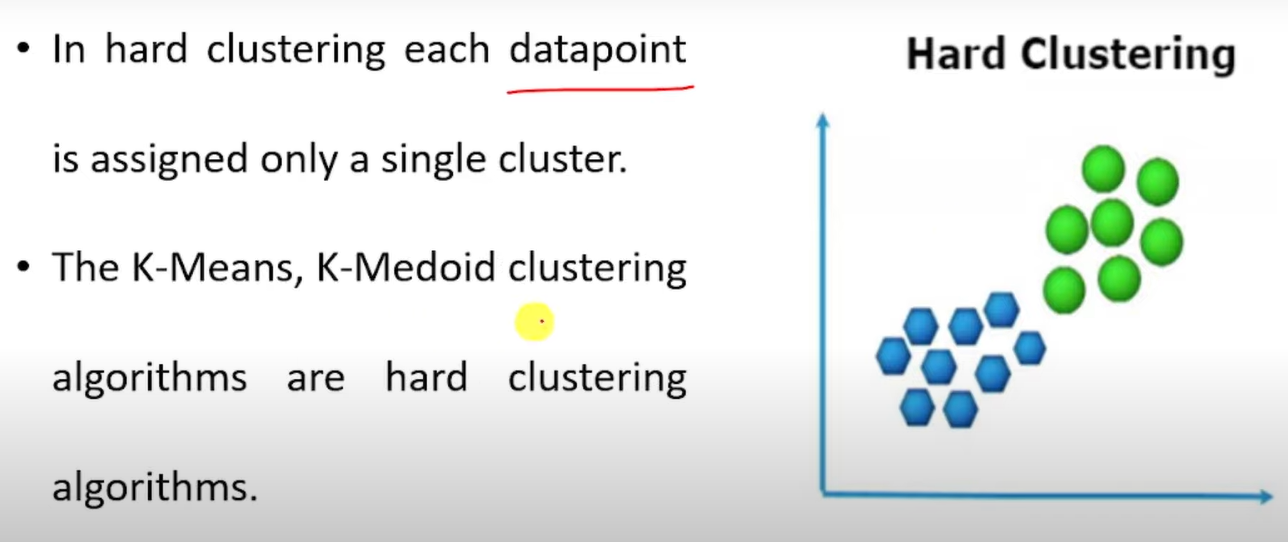 • In hard clustering each datapoint
is assigned only a single cluster.
• The K-Means, K-Medoid clustering
algorithms are hard clustering
algorithms.
Hard Clustering